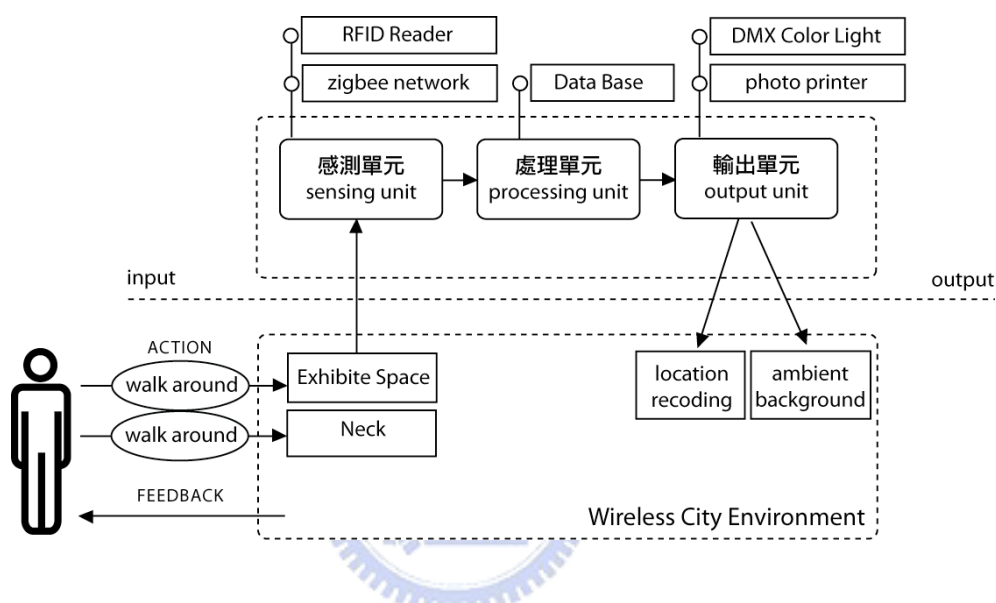 RFID Reader
zigbee network
Data Base
DMX Color Light
photo printer
感測單元
sensing unit
處理單元
processing unit
輸出單元
output unit
input
output
ACTION
walk around
Exhibite Space
walk around
Neck
location
recoding
ambient
background
FEEDBACK
Wireless City Environment